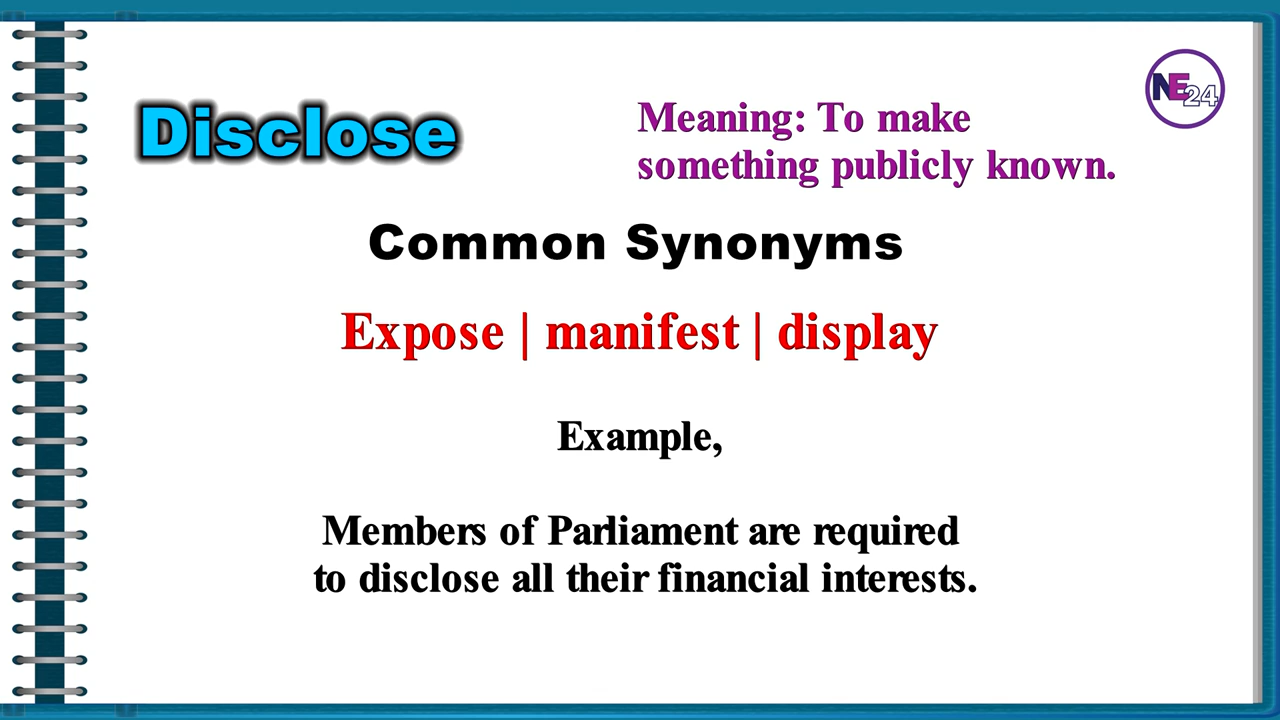 Disclose
Meaning: To make
something publicly known.
NE24
Common Synonyms
Expose | manifest | display
Example,
Members of Parliament are required
to disclose all their financial interests.